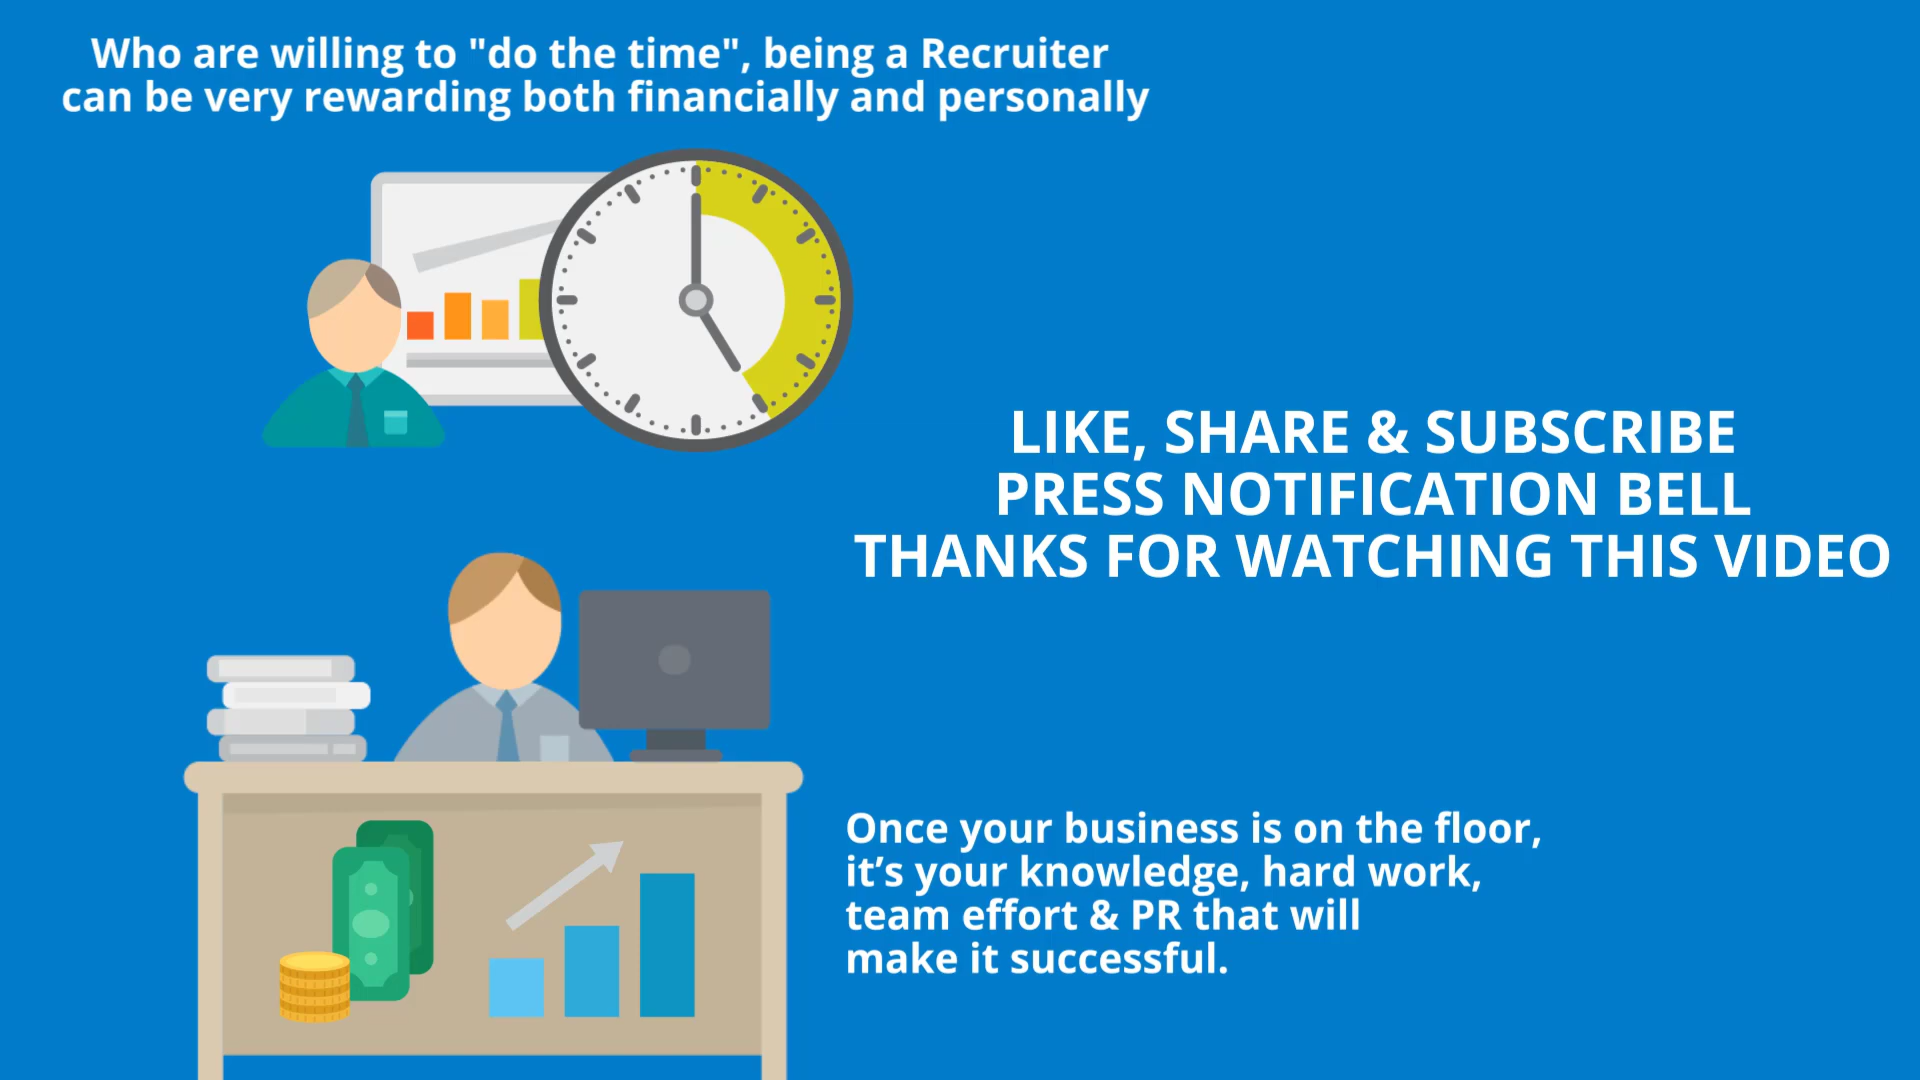 Who are willing to "do the time", being a Recruiter
can be very rewarding both financially and personally
LIKE, SHARE & SUBSCRIBE
PRESS NOTIFICATION BELL
THANKS FOR WATCHING THIS VIDEO
Once your business is on the floor,
it’s your knowledge, hard work,
team effort & PR that will
make it successful.